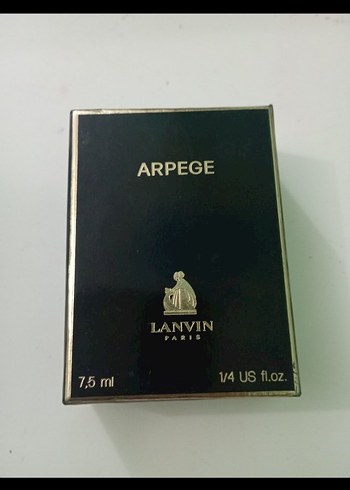 ARPEGE
LANVIN
PARIS
7,5 ml 1/4 US fl.oz.